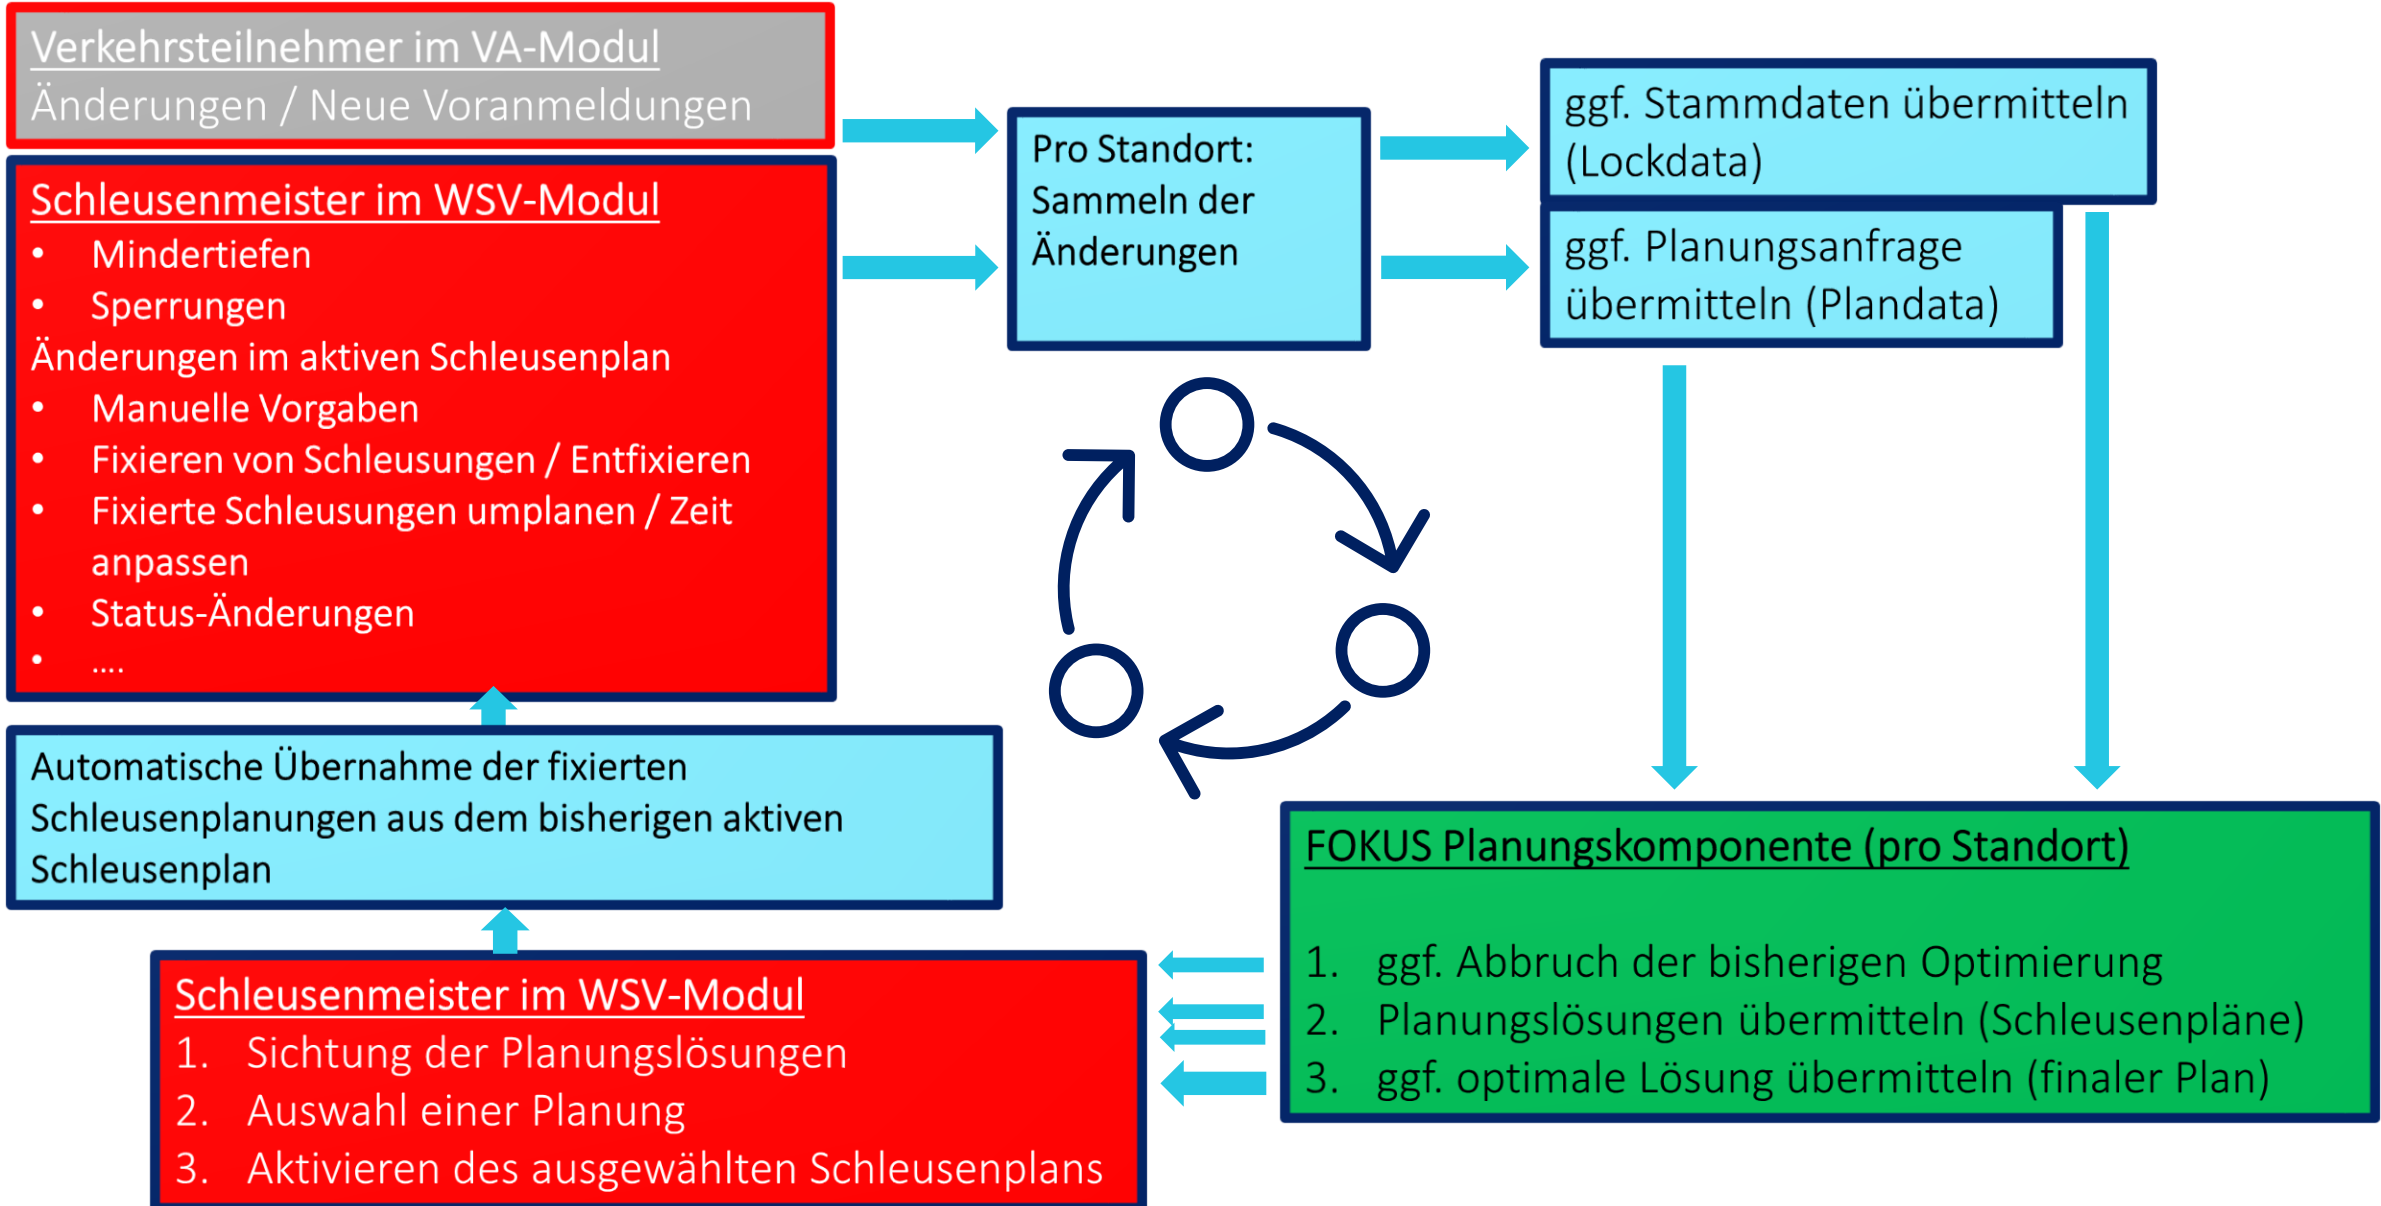 Verkehrsteilnehmer im VA-Modul
Änderungen / Neue Voranmeldungen
Schleusenmeister im WSV-Modul
• Mindertiefen
• Sperrungen
Änderungen im aktiven Schleusenplan
• Manuelle Vorgaben
• Fixieren von Schleusungen / Entfixieren
• Fixierte Schleusungen umplanen / Zeit
anpassen
• Status-Änderungen
• ....
Pro Standort:
Sammeln der
Änderungen
ggf. Stammdaten übermitteln
(Lockdata)
ggf. Planungsanfrage
übermitteln (Plandata)
FOKUS Planungskomponente (pro Standort)
1. ggf. Abbruch der bisherigen Optimierung
2. Planungslösungen übermitteln (Schleusenpläne)
3. ggf. optimale Lösung übermitteln (finaler Plan)
Schleusenmeister im WSV-Modul
1. Sichtung der Planungslösungen
2. Auswahl einer Planung
3. Aktivieren des ausgewählten Schleusenplans
Automatische Übernahme der fixierten
Schleusenplanungen aus dem bisherigen aktiven
Schleusenplan